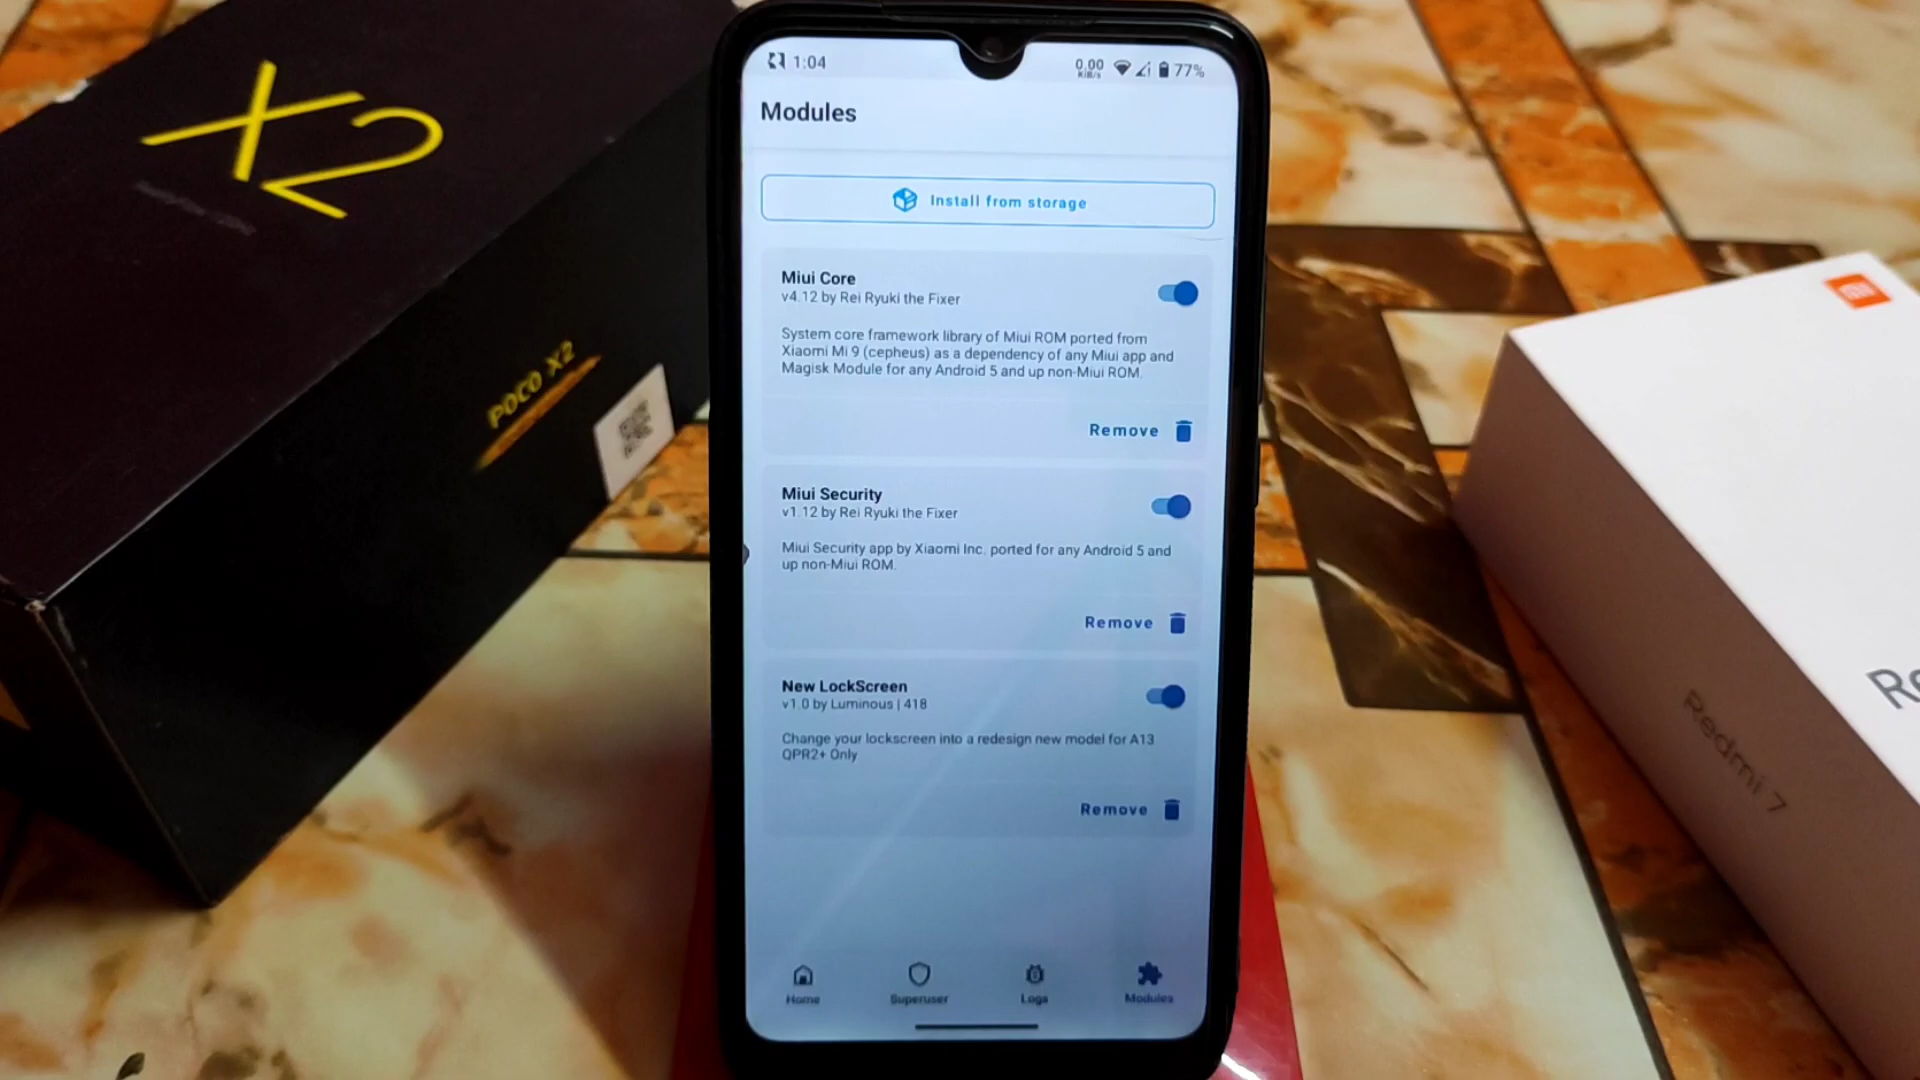 X2
POCO X2
1:04
0.00
KiB/s
77%
Modules
Install from storage
Miui Core
v4.12 by Rei Ryuki the Fixer
System core framework library of Miui ROM ported from
Xiaomi Mi 9 (cepheus) as a dependency of any Miui app and
Magisk Module for any Android 5 and up non-Miui ROM.
Remove
Miui Security
v1.12 by Rei Ryuki the Fixer
Miui Security app by Xiaomi Inc. ported for any Android 5 and
up non-Miui ROM.
Remove
New LockScreen
v1.0 by Luminous | 418
Change your lockscreen into a redesign new model for A13
QPR2+ Only
Remove
Home
Superuser
Logs
Modules
MI
Redmi 7